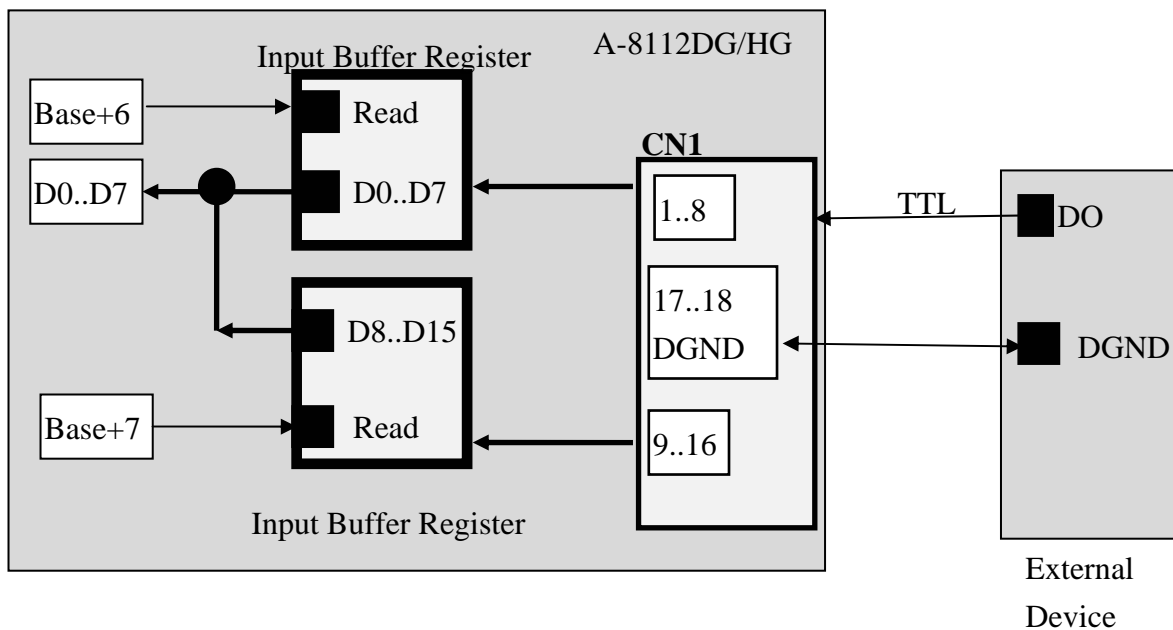 A-8112DG/HG
Input Buffer Register
Base+6
Read
D0..D7
D0..D7
CN1
1..8
TTL
DO
17..18
DGND
DGND
D8..D15
Base+7
Read
9..16
Input Buffer Register
External
Device